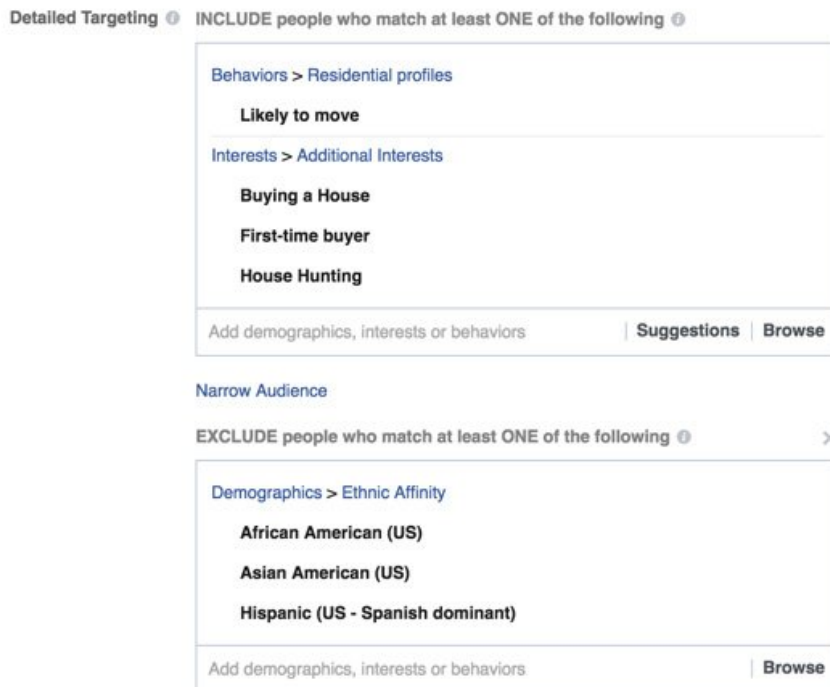 Detailed Targeting INCLUDE people who match at least ONE of the following
Behaviors > Residential profiles
Likely to move
Interests > Additional Interests
Buying a House
First-time buyer
House Hunting
Add demographics, interests or behaviors | Suggestions | Browse
Narrow Audience
EXCLUDE people who match at least ONE of the following
Demographics > Ethnic Affinity
African American (US)
Asian American (US)
Hispanic (US - Spanish dominant)
Add demographics, interests or behaviors | Browse